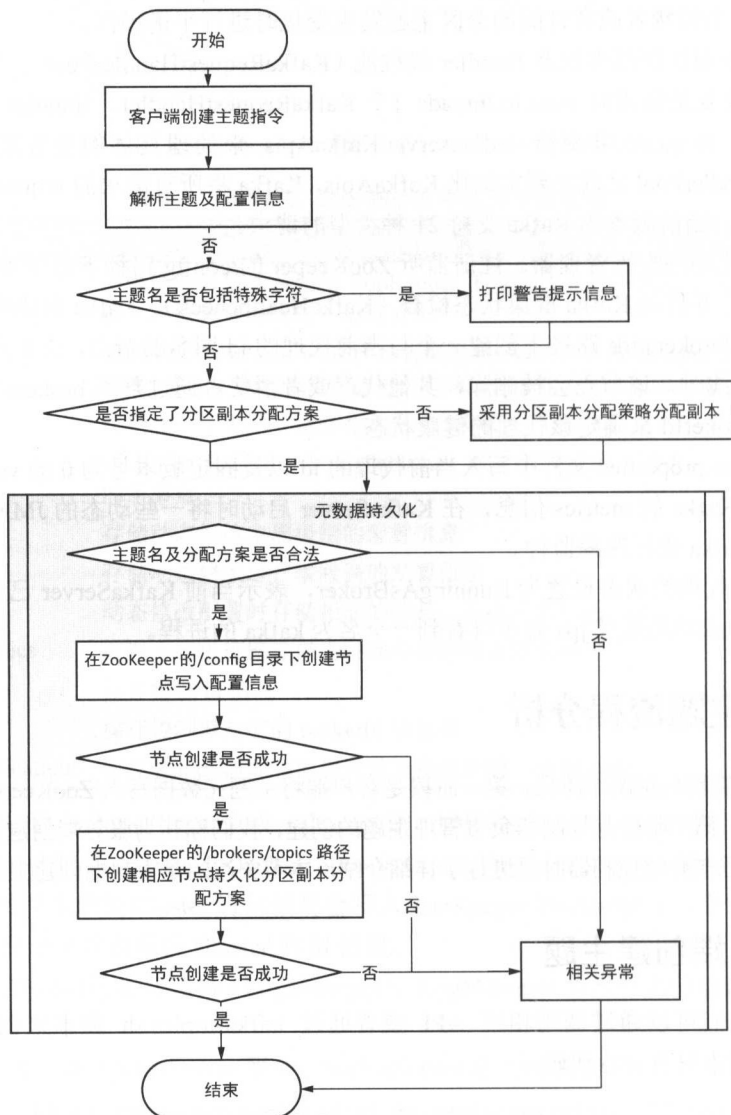 开始
客户端创建主题指令
解析主题及配置信息
否
主题名是否包括特殊字符
是
打印警告提示信息
否
是否指定了分区副本分配方案
否
采用分区副本分配策略分配副本
是
元数据持久化
主题名及分配方案是否合法
是
否
在ZooKeeper的/config目录下创建节
点写入配置信息
节点创建是否成功
是
在ZooKeeper的/brokers/topics 路径
下创建相应节点持久化分区副本分
配方案
否
节点创建是否成功
否
相关异常
是
结束